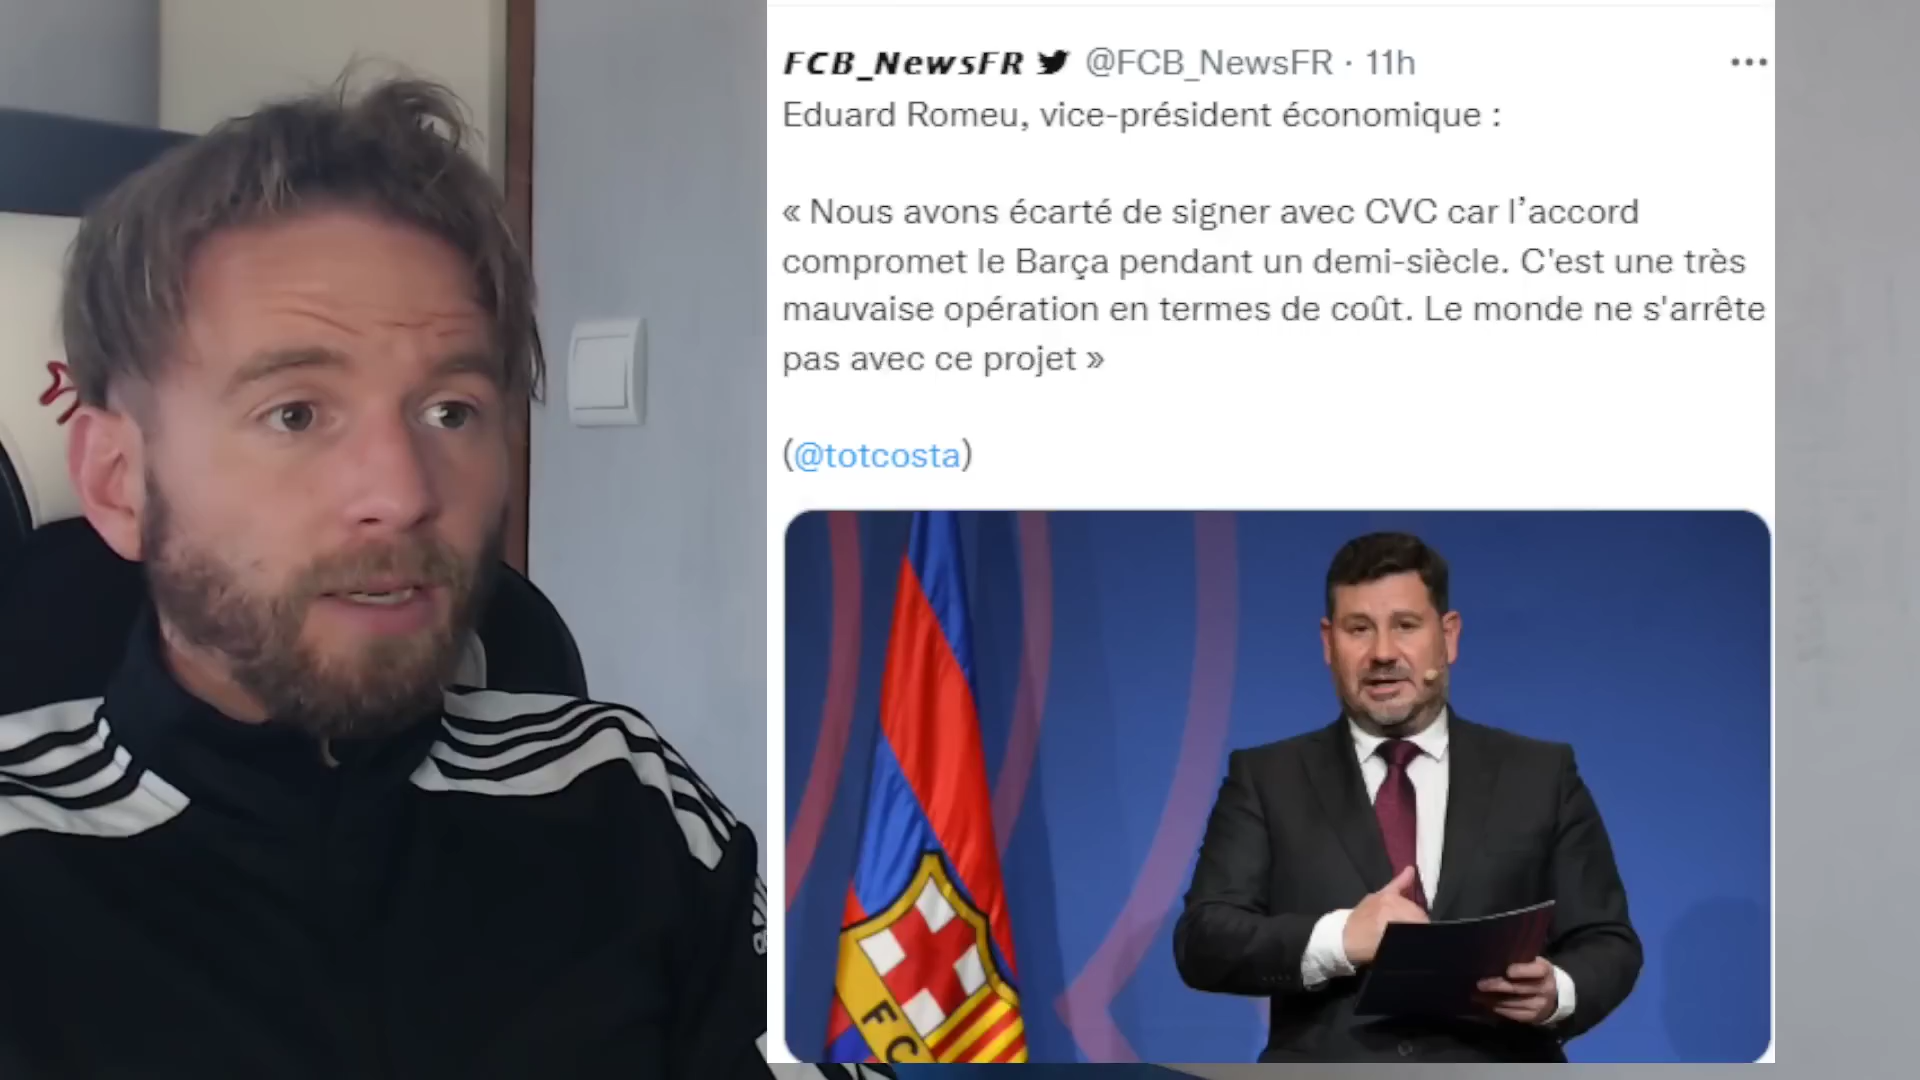 FCB_NewsFR @FCB_NewsFR · 11h
Eduard Romeu, vice-président économique :
« Nous avons écarté de signer avec CVC car l’accord
compromet le Barça pendant un demi-siècle. C'est une très
mauvaise opération en termes de coût. Le monde ne s'arrête
pas avec ce projet »
(@totcosta)
FC